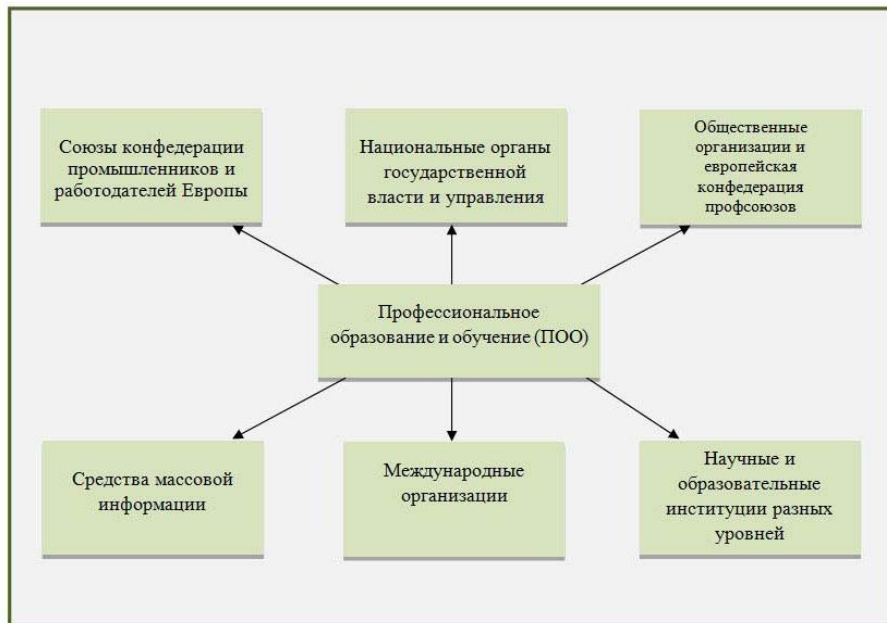 Союзы конфедерации
промышленников и
работодателей Европы
Национальные органы
государственной
власти и управления
Общественные
организации и
европейская
конфедерация
профсоюзов
Профессиональное
образование и обучение (ПОО)
Средства массовой
информации
Международные
организации
Научные и
образовательные
институции разных
уровней